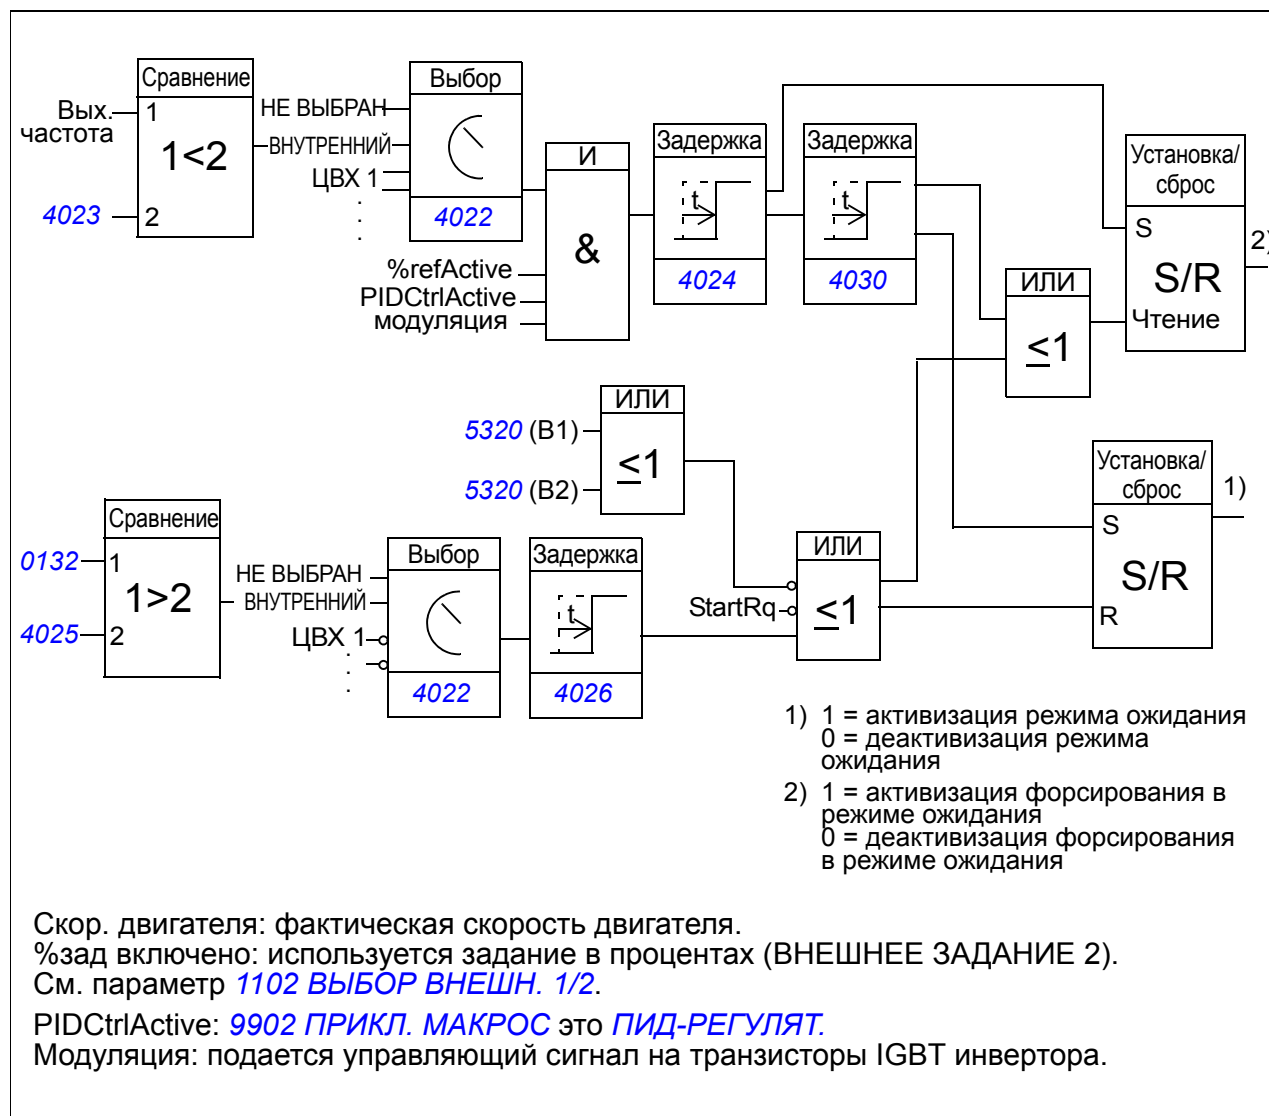 Сравнение
Вых.
частота
1
1<2
4023
2
НЕ ВЫБРАН
ВНУТРЕННИЙ
ЦВХ 1
.
.
.
Выбор
4022
%refActive
PIDCtrlActive
модуляция
И
&
Задержка
t
4024
Задержка
t
4030
ИЛИ
<1
Установка/
сброс
S
S/R
Чтение
2)
ИЛИ
5320 (B1)
<1
5320 (B2)
Сравнение
0132
1
1>2
4025
2
НЕ ВЫБРАН
ВНУТРЕННИЙ
ЦВХ 1
.
.
.
Выбор
4022
Задержка
t
4026
StartRq
ИЛИ
<1
Установка/
сброс
1)
S
S/R
R
1) 1 = активизация режима ожидания
0 = деактивизация режима
ожидания
2) 1 = активизация форсирования в
режиме ожидания
0 = деактивизация форсирования
в режиме ожидания
Скор. двигателя: фактическая скорость двигателя.
%зад включено: используется задание в процентах (ВНЕШНЕЕ ЗАДАНИЕ 2).
См. параметр 1102 ВЫБОР ВНЕШН. 1/2.
PIDCtrlActive: 9902 ПРИКЛ. МАКРОС это ПИД-РЕГУЛЯТ.
Модуляция: подается управляющий сигнал на транзисторы IGBT инвертора.